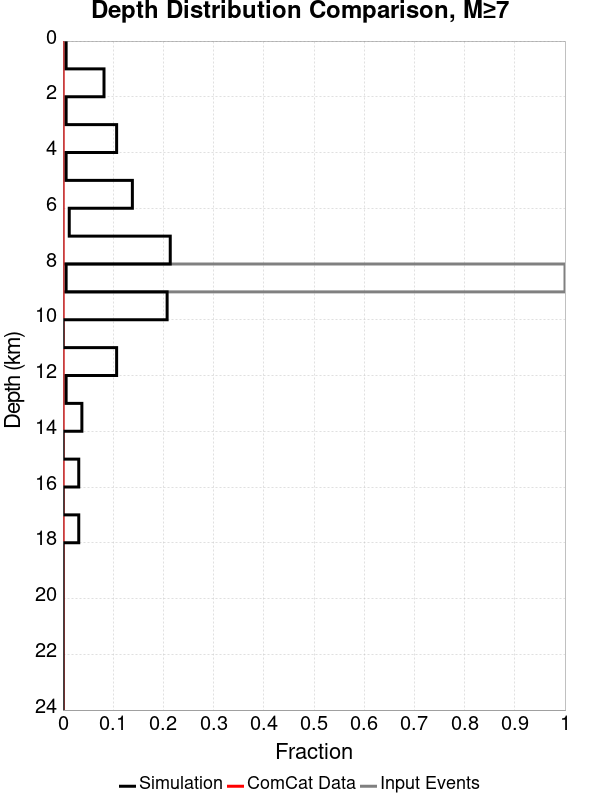 Depth Distribution Comparison, M≥7
0
2
4
6
8
10
12
14
16
18
20
22
24
Depth (km)
0 0.1 0.2 0.3 0.4 0.5 0.6 0.7 0.8 0.9 1
Fraction
Simulation ComCat Data Input Events